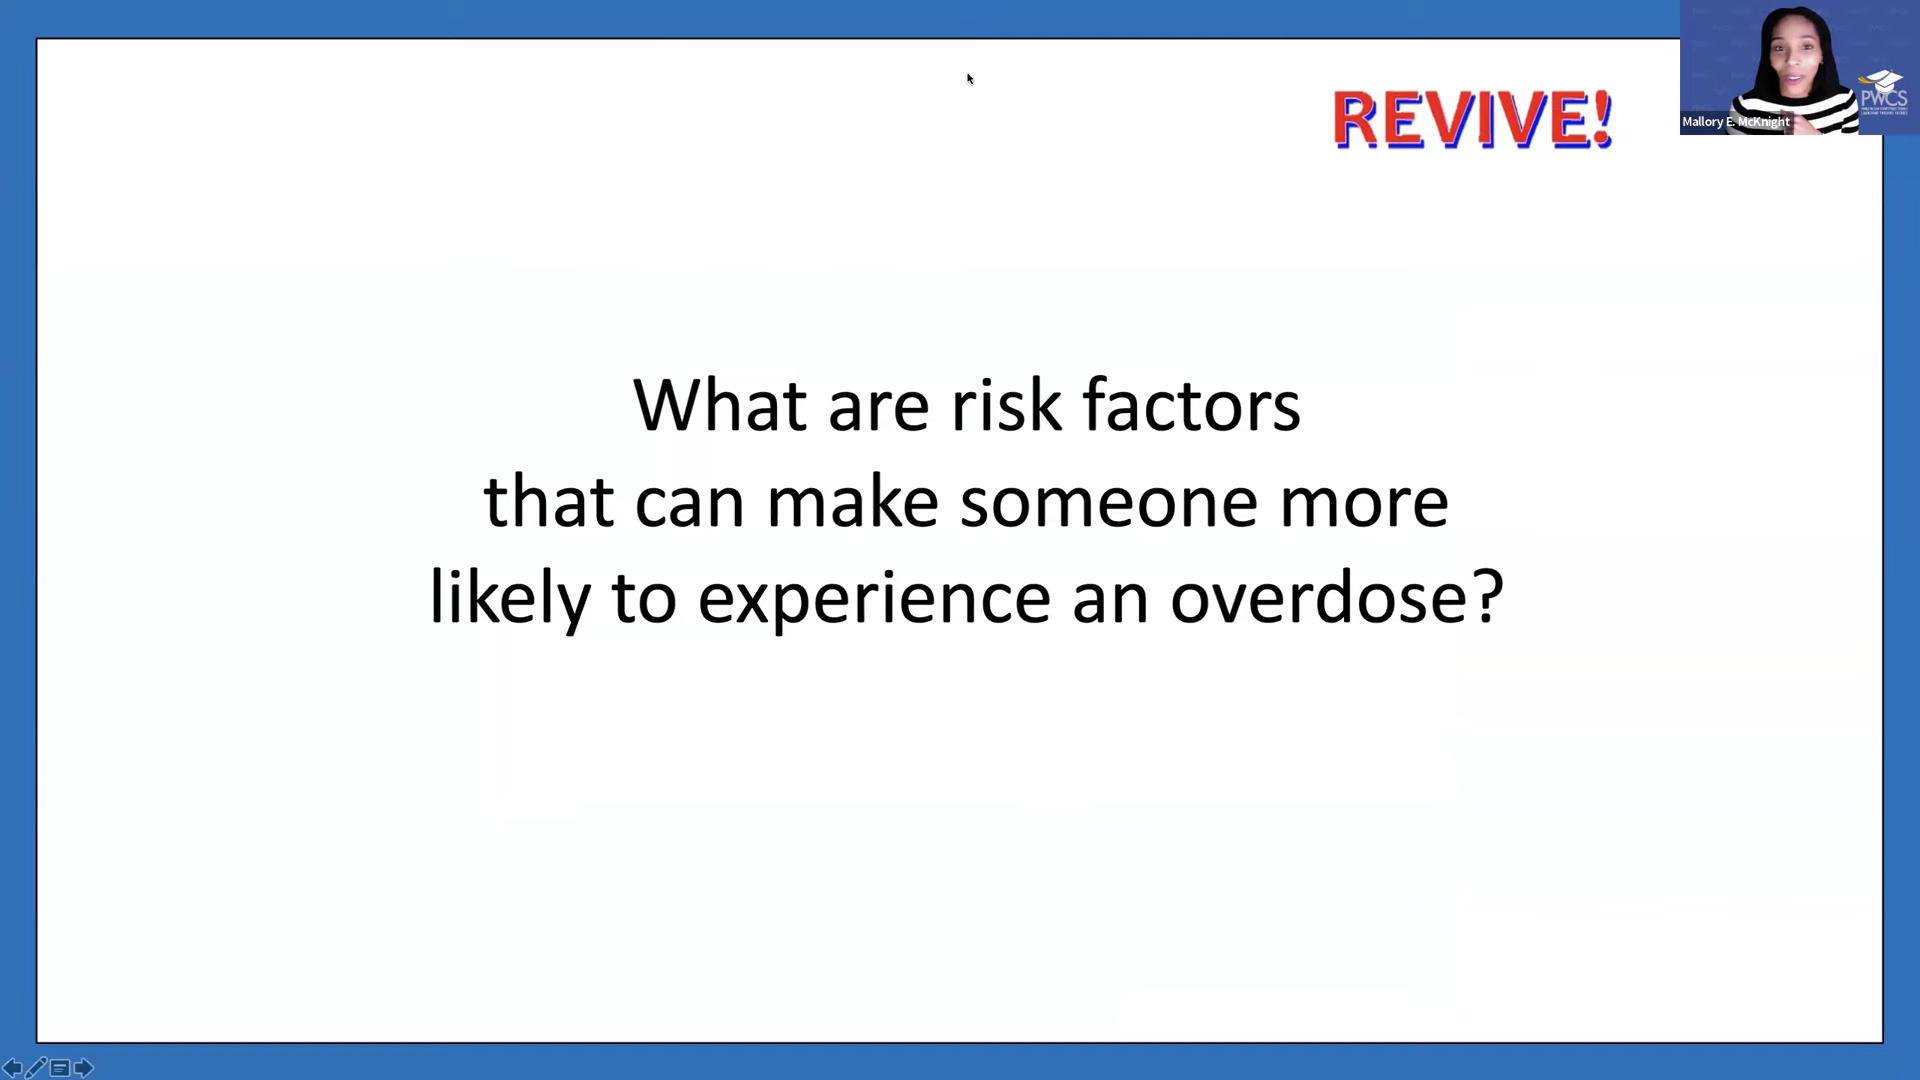 REVIVE!
Mallory E. McKnight
PWCS
What are risk factors
that can make someone more
likely to experience an overdose?